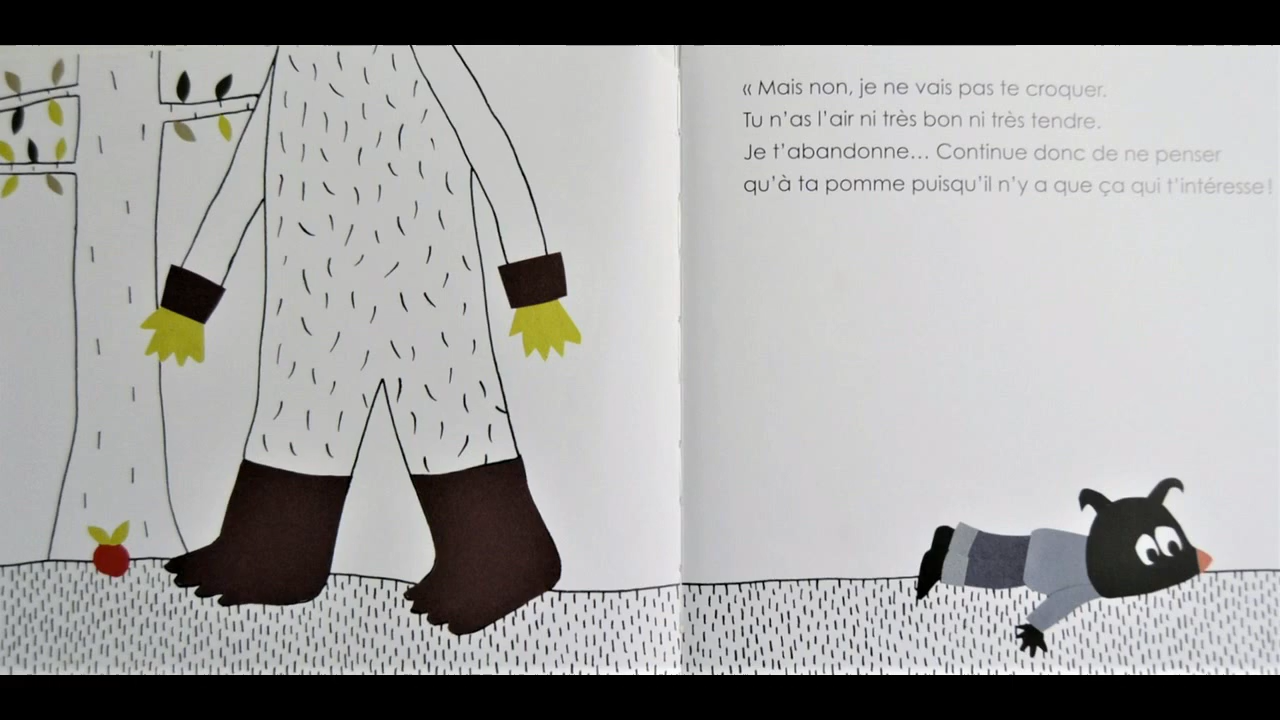 « Mais non, je ne vais pas te croquer.
Tu n'as l'air ni très bon ni très tendre.
Je t'abandonne... Continue donc de ne penser
qu'à ta pomme puisqu'il n'y a que ça qui t'intéresse !